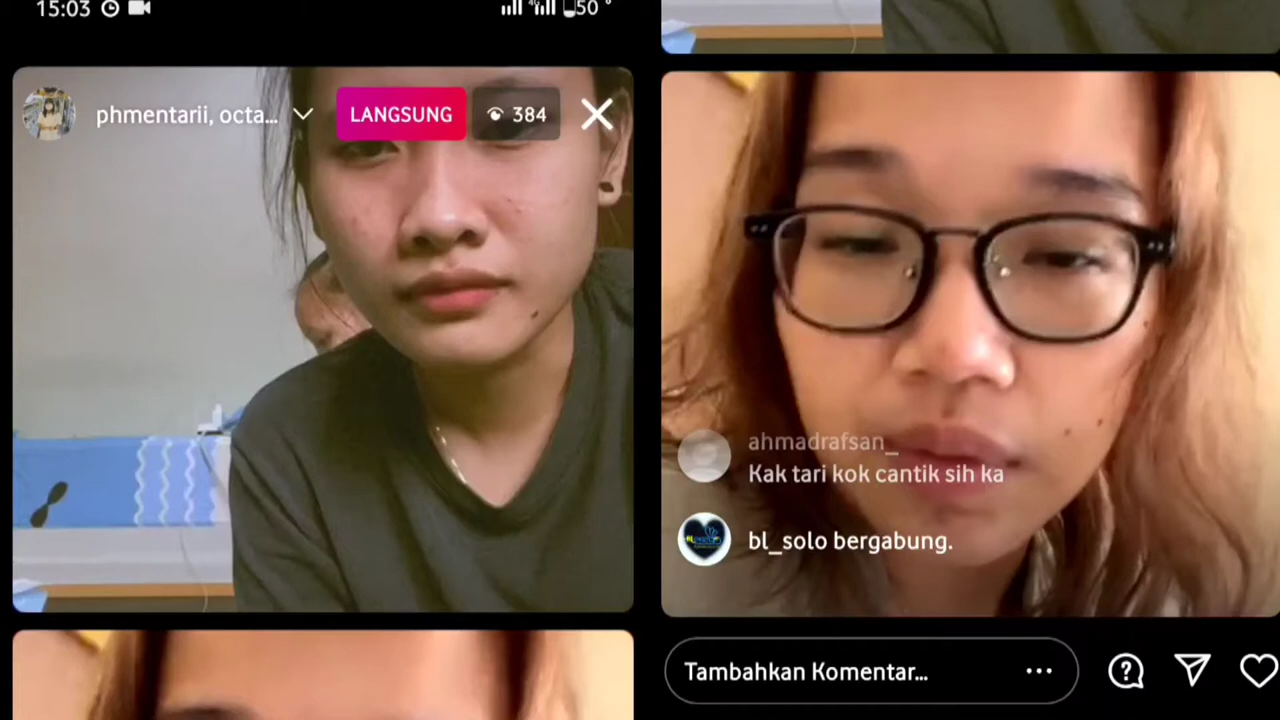 15:03
50
phmentarii, octa...
LANGSUNG
384
ahmadrafsan_
Kak tari kok cantik sih ka
bl_solo bergabung.
Tambahkan Komentar...